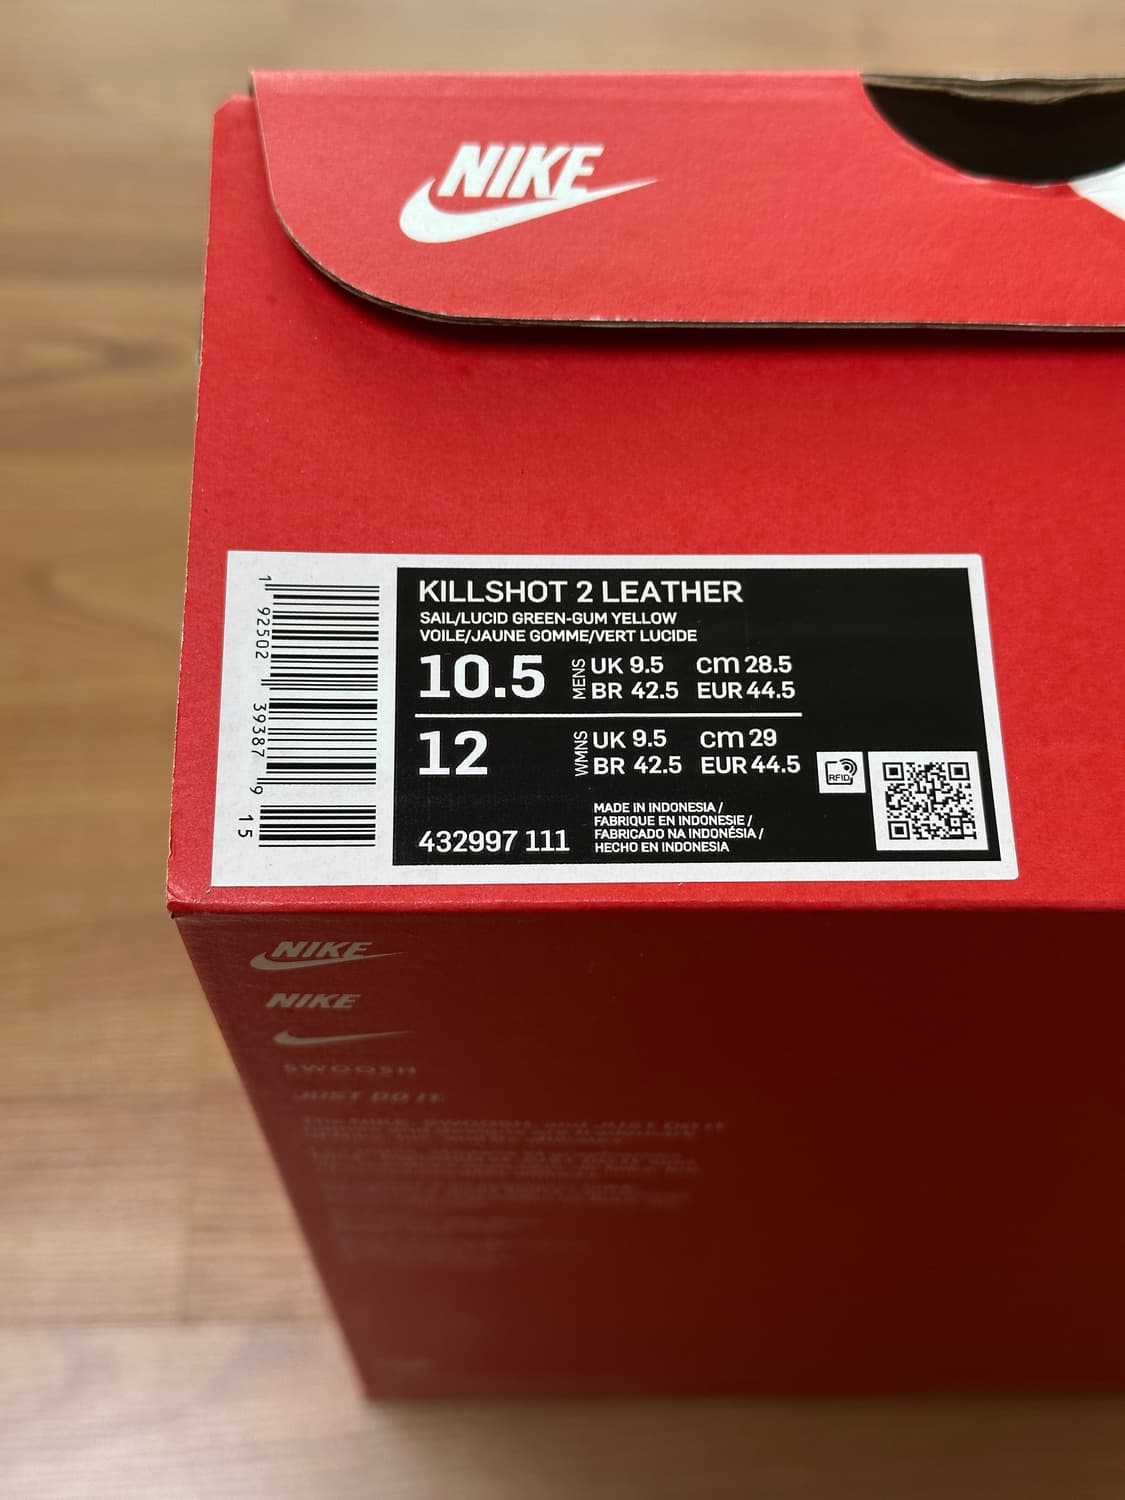 NIKE
1 92502 39387 9 15
KILLSHOT 2 LEATHER
SAIL/LUCID GREEN-GUM YELLOW
VOILE/JAUNE GOMME/VERT LUCIDE
10.5 MENS UK 9.5 cm 28.5
BR 42.5 EUR 44.5
12 WMNS UK 9.5 cm 29
BR 42.5 EUR 44.5
RFID
432997 111
MADE IN INDONESIA /
FABRIQUE EN INDONESIE /
FABRICADO NA INDONÉSIA /
HECHO EN INDONESIA
NIKE
NIKE
SWOOSH
JUST DO IT